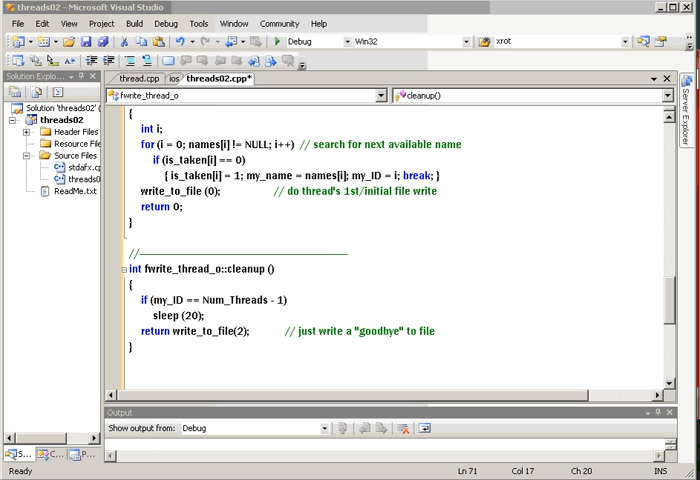 threads02 - Microsoft Visual Studio
File Edit View Project Build Debug Tools Window Community Help
Debug Win32 xrot
Solution Explo...
thread.cpp ios threads02.cpp*
fwrite_thread_o cleanup()
Solution 'threads02' (
threads02
Header Files
Resource File
Source Files
stdafx.cp
threads0
ReadMe.txt
{
int i;
for (i = 0; names[i] != NULL; i++) // search for next available name
if (is_taken[i] == 0)
{ is_taken[i] = 1; my_name = names[i]; my_ID = i; break; }
write_to_file (0); // do thread's 1st/initial file write
return 0;
}
//
int fwrite_thread_o::cleanup ()
{
if (my_ID == Num_Threads - 1)
sleep (20);
return write_to_file(2); // just write a "goodbye" to file
}
Server Explorer
Output
Show output from: Debug
S... C... P...
Ready Ln 71 Col 17 Ch 20 INS